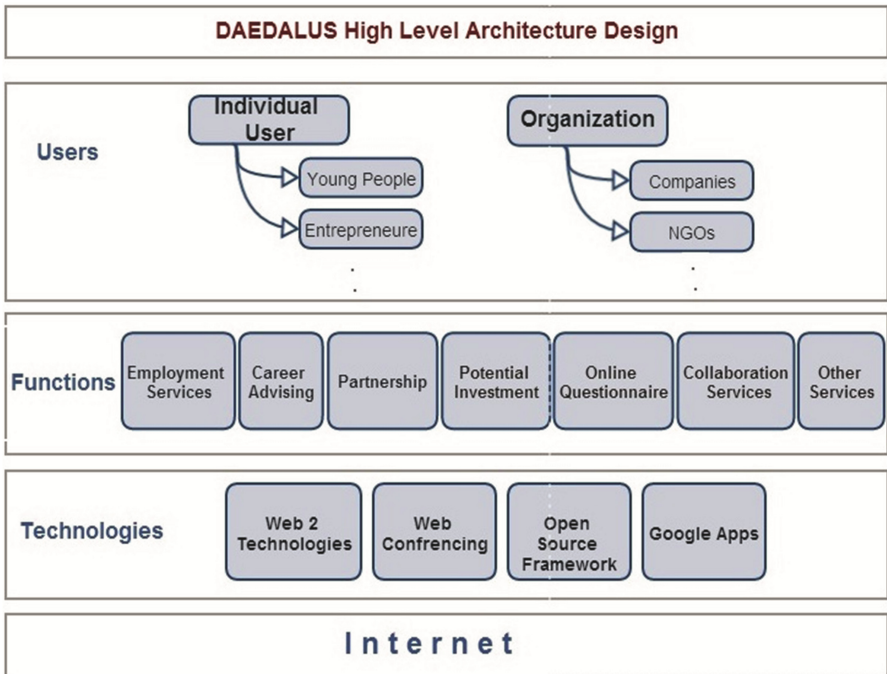 DAEDALUS High Level Architecture Design
Users
Individual
User
Young People
Entrepreneure
Organization
Companies
NGOs
Functions
Employment
Services
Career
Advising
Partnership
Potential
Investment
Online
Questionnaire
Collaboration
Services
Other
Services
Technologies
Web 2
Technologies
Web
Confrencing
Open
Source
Framework
Google Apps
Internet